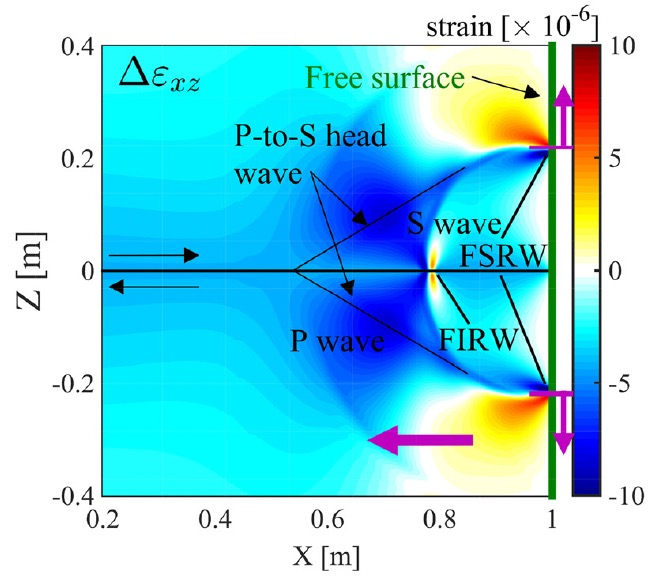 strain [× 10⁻⁶]
Δε_xz
Free surface
P-to-S head
wave
S wave
FSRW
FIRW
P wave
Z [m]
0.4
0.2
0
-0.2
-0.4
0.2
0.4
0.6
0.8
1
X [m]
10
5
0
-5
-10